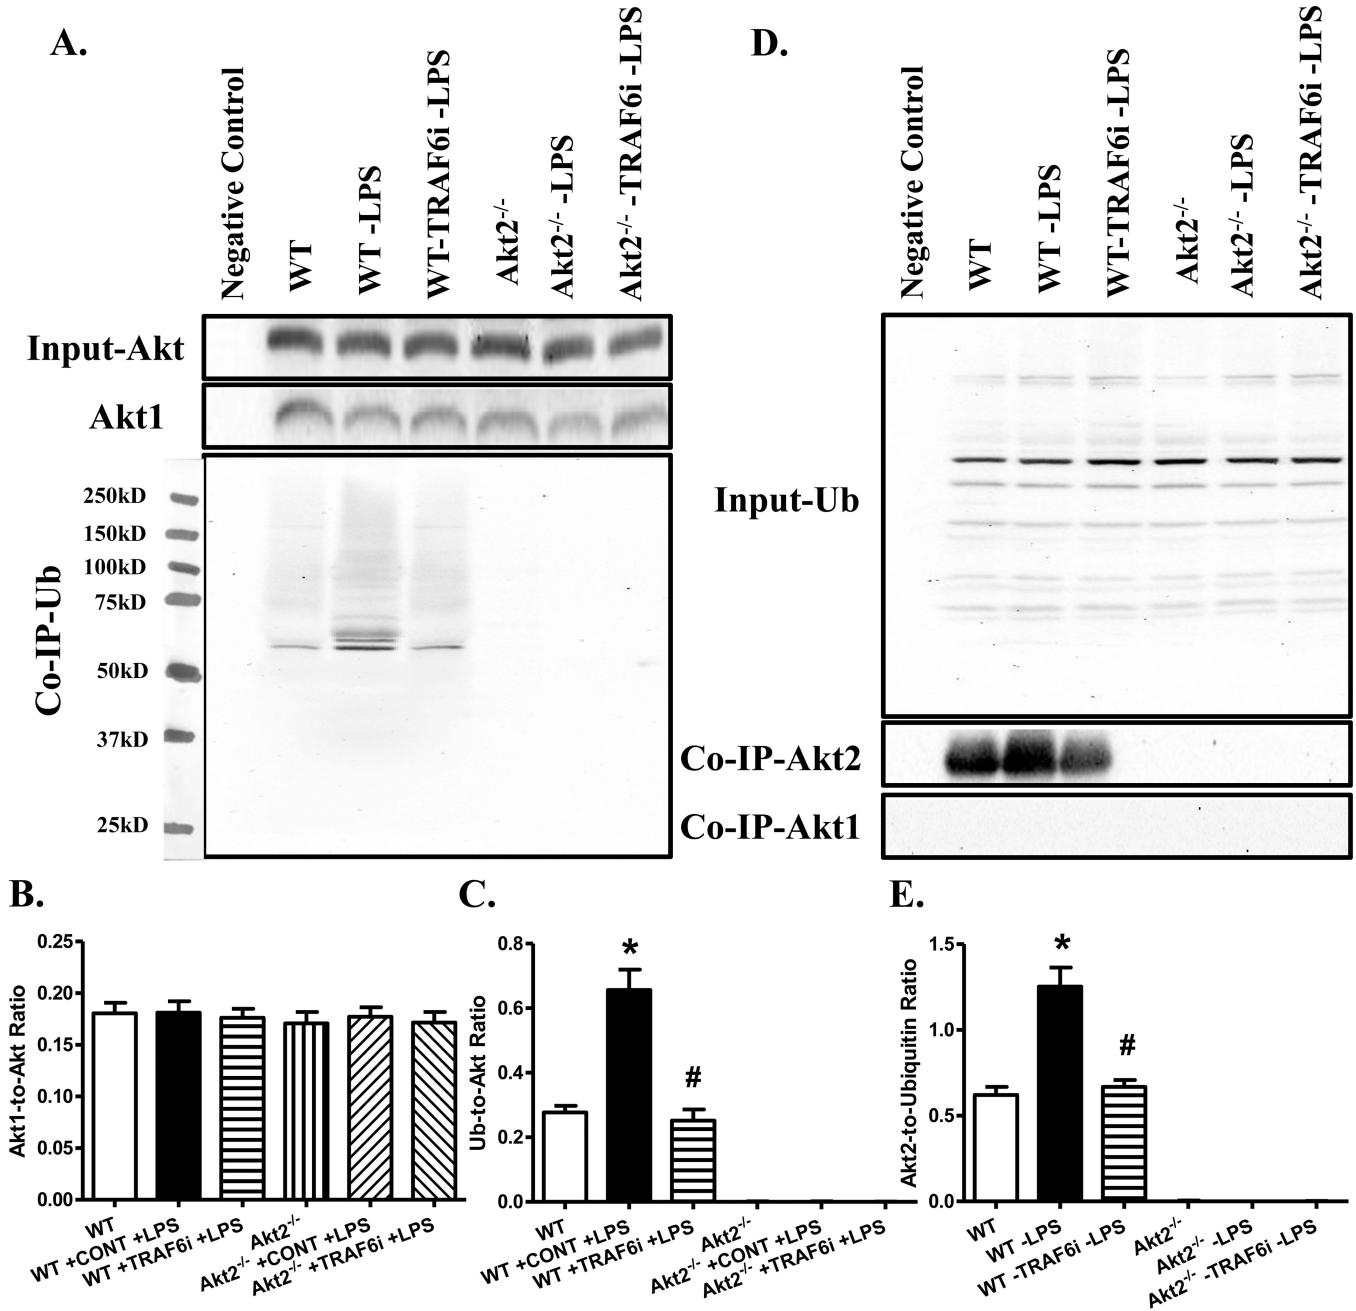 A.
Negative Control
WT
WT -LPS
WT-TRAF6i -LPS
Akt2-/-
Akt2-/- -LPS
Akt2-/- -TRAF6i -LPS
Input-Akt
Akt1
Co-IP-Ub
250kD
150kD
100kD
75kD
50kD
37kD
25kD
D.
Negative Control
WT
WT -LPS
WT-TRAF6i -LPS
Akt2-/-
Akt2-/- -LPS
Akt2-/- -TRAF6i -LPS
Input-Ub
Co-IP-Akt2
Co-IP-Akt1
B.
Akt1-to-Akt Ratio
0.25
0.20
0.15
0.10
0.05
0.00
WT
WT +CONT +LPS
WT +TRAF6i +LPS
Akt2-/-
Akt2-/- +CONT +LPS
Akt2-/- +TRAF6i +LPS
C.
Ub-to-Akt Ratio
0.8
0.6
0.4
0.2
0.0
*
#
WT
WT +CONT +LPS
WT +TRAF6i +LPS
Akt2-/-
Akt2-/- +CONT +LPS
Akt2-/- +TRAF6i +LPS
E.
Akt2-to-Ubiquitin Ratio
1.5
1.0
0.5
0.0
*
#
WT
WT -LPS
WT -TRAF6i -LPS
Akt2-/-
Akt2-/- -LPS
Akt2-/- -TRAF6i -LPS